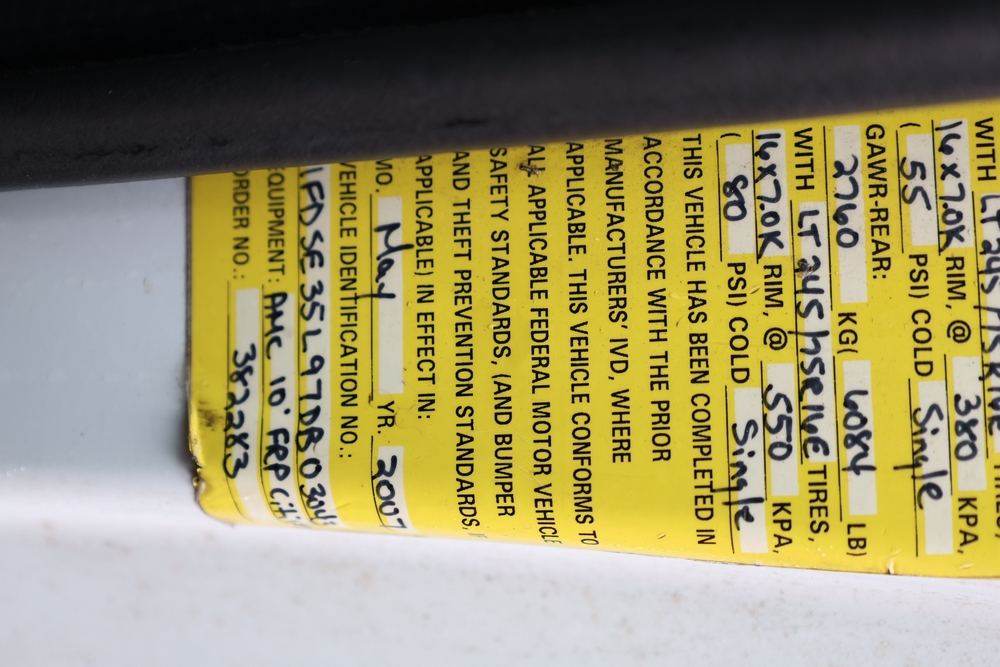 WITH LT245/75R
16x7.0K RIM, @ 380 KPA,
( 55 PSI) COLD Single
GAWR-REAR:
2760 KG( 6084 LB)
WITH LT245/75R16E TIRES,
16x7.0K RIM, @ 550 KPA,
( 80 PSI) COLD Single
THIS VEHICLE HAS BEEN COMPLETED IN
ACCORDANCE WITH THE PRIOR
MANUFACTURERS' IVD, WHERE
APPLICABLE. THIS VEHICLE CONFORMS TO
ALL APPLICABLE FEDERAL MOTOR VEHICLE
SAFETY STANDARDS, (AND BUMPER
AND THEFT PREVENTION STANDARDS,
APPLICABLE) IN EFFECT IN:
MO. May YR. 2007
VEHICLE IDENTIFICATION NO.:
1FDSE35L97DB0304
EQUIPMENT: AMC 10' FRP
ORDER NO.: 3822283